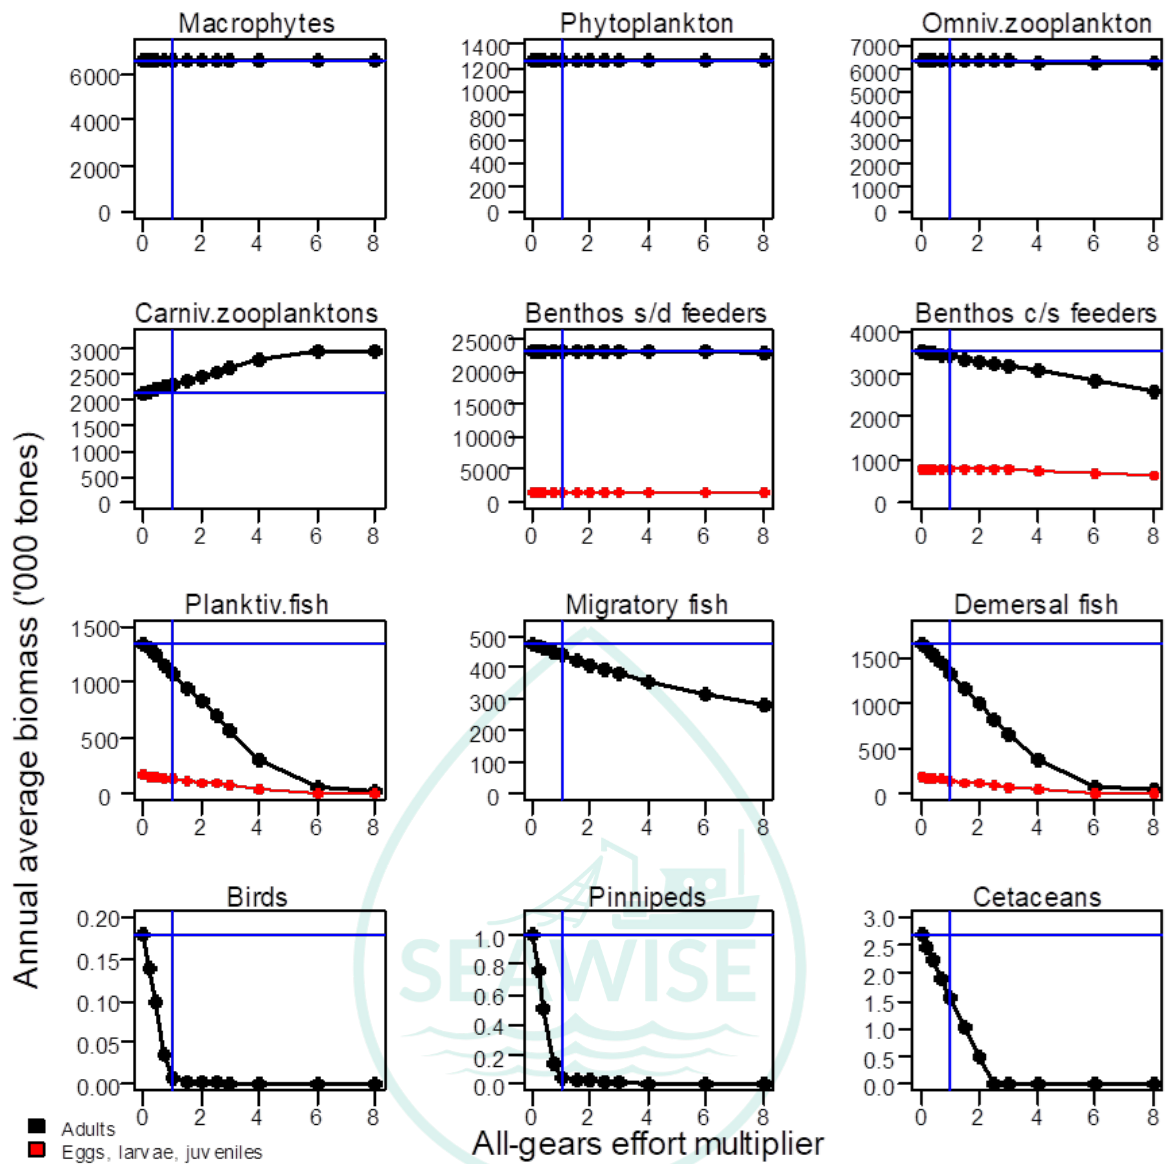 Macrophytes
6000
4000
2000
0
0 2 4 6 8
Phytoplankton
1400
1200
1000
800
600
400
200
0
0 2 4 6 8
Omniv.zooplankton
7000
6000
5000
4000
3000
2000
1000
0
0 2 4 6 8
Carniv.zooplanktons
3000
2500
2000
1500
1000
500
0
0 2 4 6 8
Benthos s/d feeders
25000
20000
15000
10000
5000
0
0 2 4 6 8
Benthos c/s feeders
4000
3000
2000
1000
0
0 2 4 6 8
Annual average biomass ('000 tones)
Planktiv.fish
1500
1000
500
0
0 2 4 6 8
Migratory fish
500
400
300
200
100
0
0 2 4 6 8
Demersal fish
1500
1000
500
0
0 2 4 6 8
Birds
0.20
0.15
0.10
0.05
0.00
0 2 4 6 8
Pinnipeds
1.0
0.8
0.6
0.4
0.2
0.0
0 2 4 6 8
Cetaceans
3.0
2.5
2.0
1.5
1.0
0.5
0.0
0 2 4 6 8
SEAWISE
All-gears effort multiplier
Adults
Eggs, larvae, juveniles